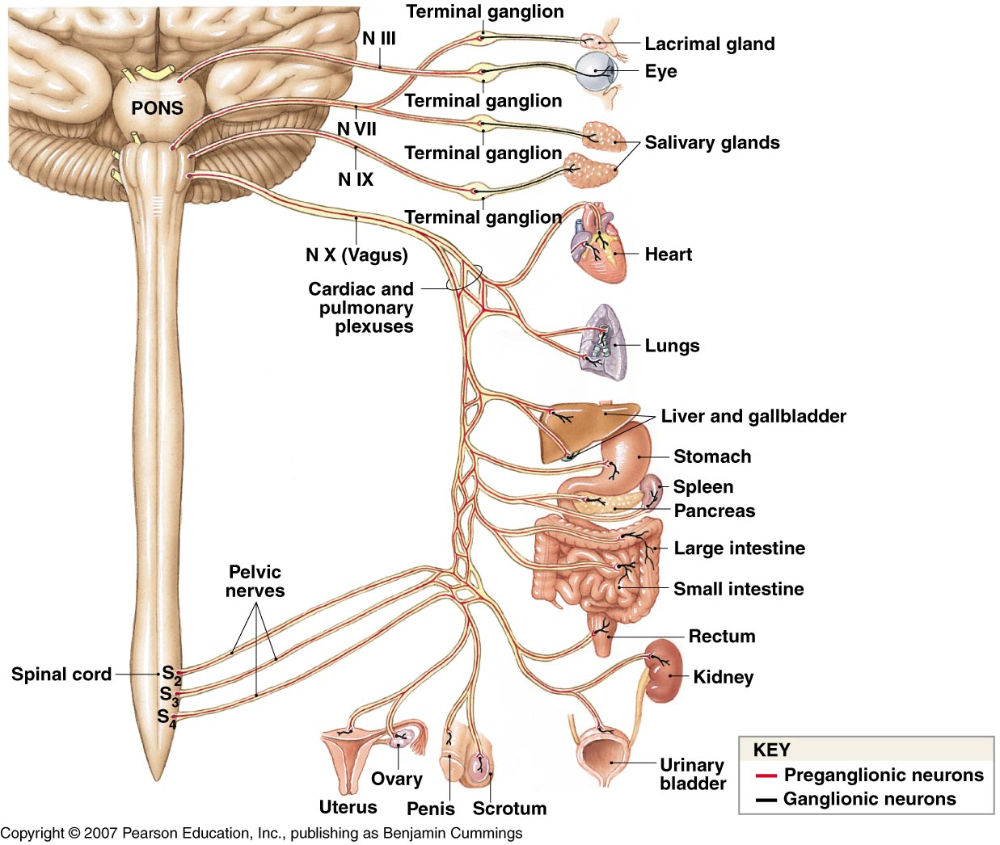 Terminal ganglion
N III
Lacrimal gland
Eye
PONS
Terminal ganglion
N VII
Salivary glands
Terminal ganglion
N IX
Terminal ganglion
N X (Vagus)
Heart
Cardiac and
pulmonary
plexuses
Lungs
Liver and gallbladder
Stomach
Spleen
Pancreas
Large intestine
Small intestine
Pelvic
nerves
Rectum
Spinal cord
S2
S3
S4
Kidney
Urinary
bladder
Ovary
Uterus
Penis
Scrotum
KEY
Preganglionic neurons
Ganglionic neurons
Copyright © 2007 Pearson Education, Inc., publishing as Benjamin Cummings